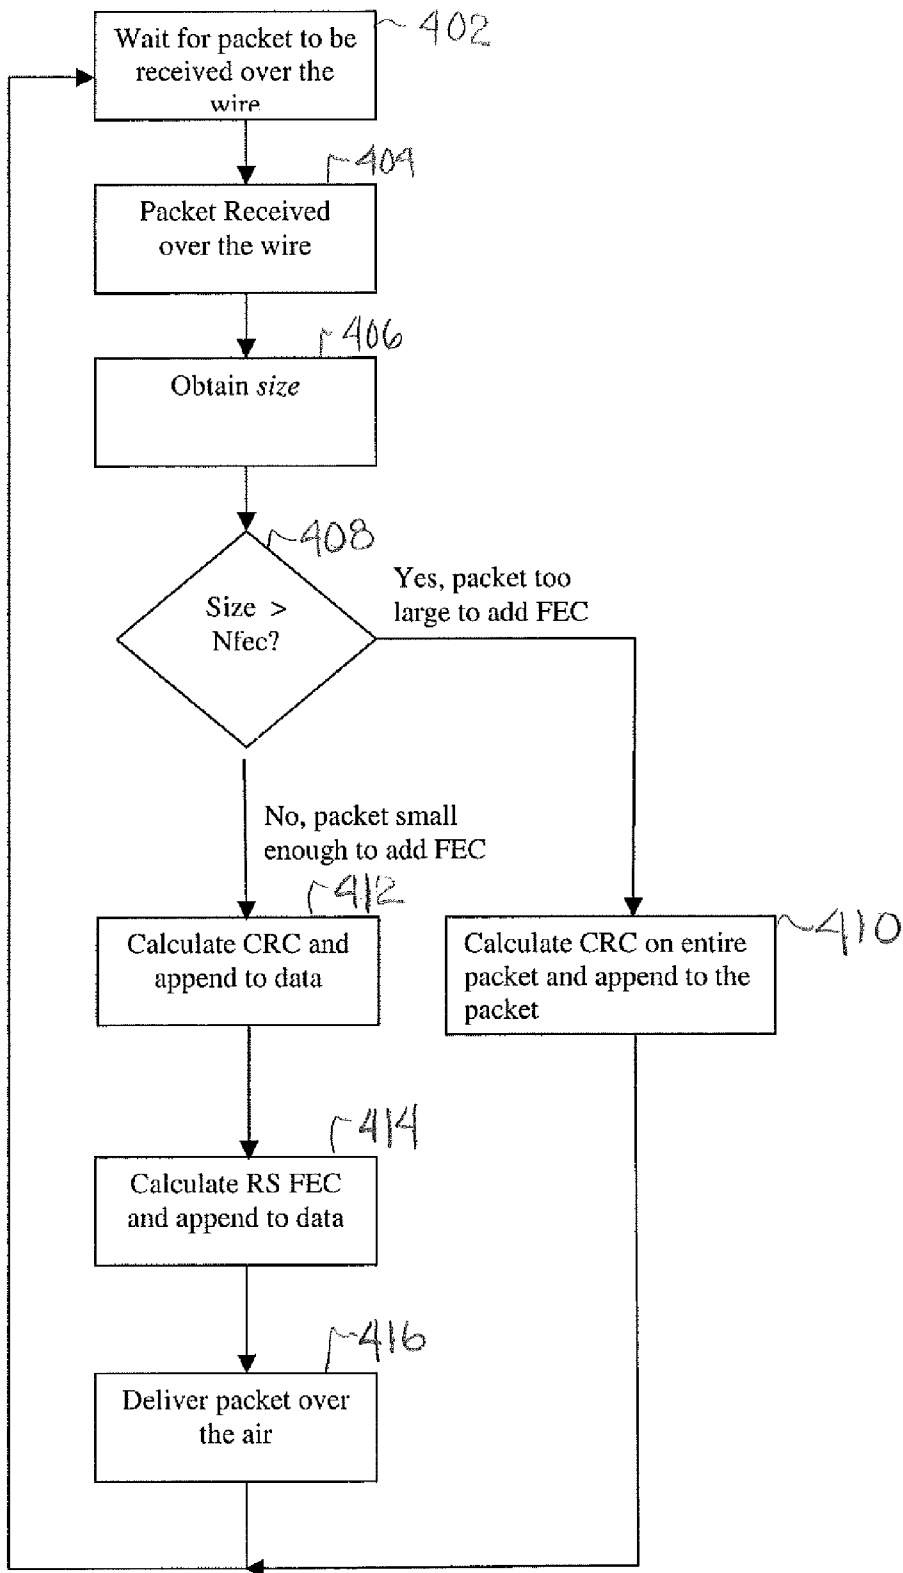 Wait for packet to be
received over the
wire
402
404
Packet Received
over the wire
406
Obtain size
408
Size >
Nfec?
Yes, packet too
large to add FEC
No, packet small
enough to add FEC
412
Calculate CRC and
append to data
410
Calculate CRC on entire
packet and append to the
packet
414
Calculate RS FEC
and append to data
416
Deliver packet over
the air